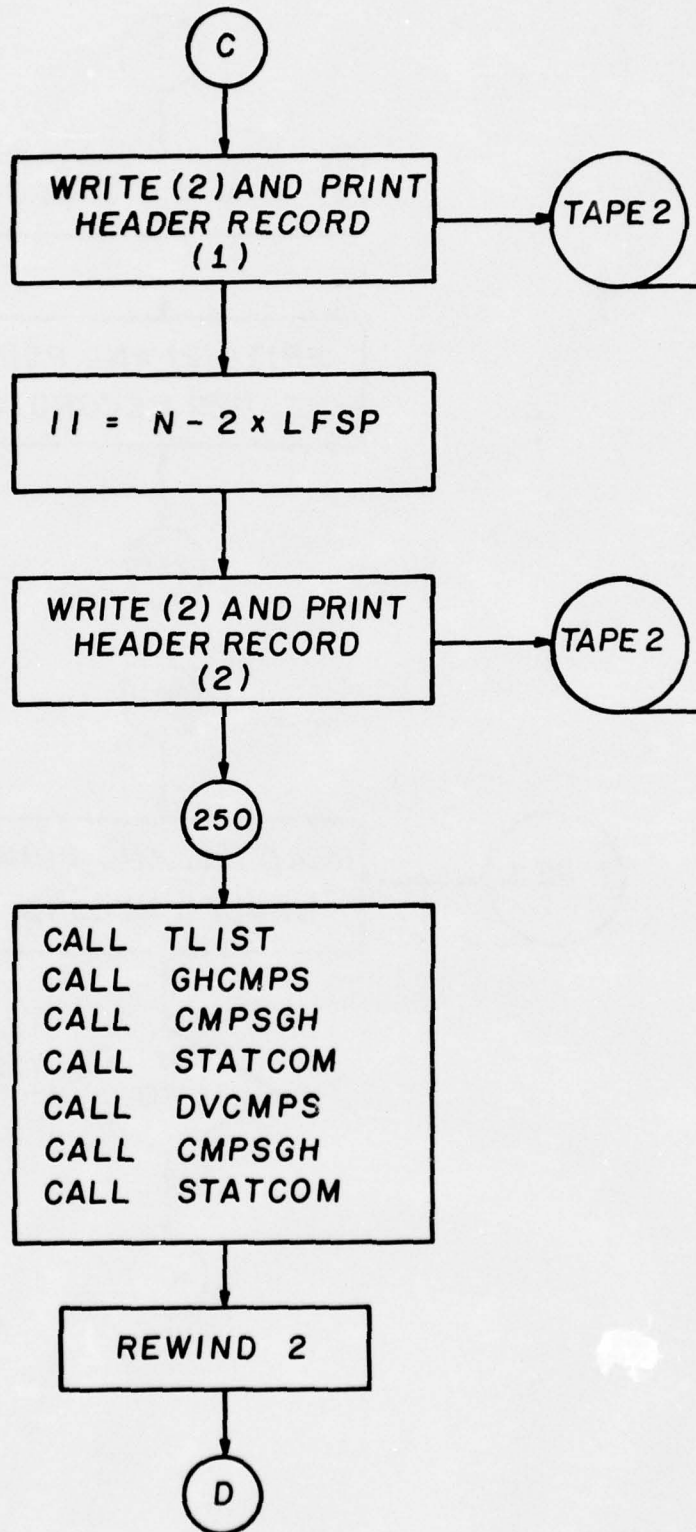 C
WRITE (2) AND PRINT
HEADER RECORD
(1)
TAPE 2
II = N - 2 x LFSP
WRITE (2) AND PRINT
HEADER RECORD
(2)
TAPE 2
250
CALL TLIST
CALL GHCMPS
CALL CMPSGH
CALL STATCOM
CALL DVCMPS
CALL CMPSGH
CALL STATCOM
REWIND 2
D